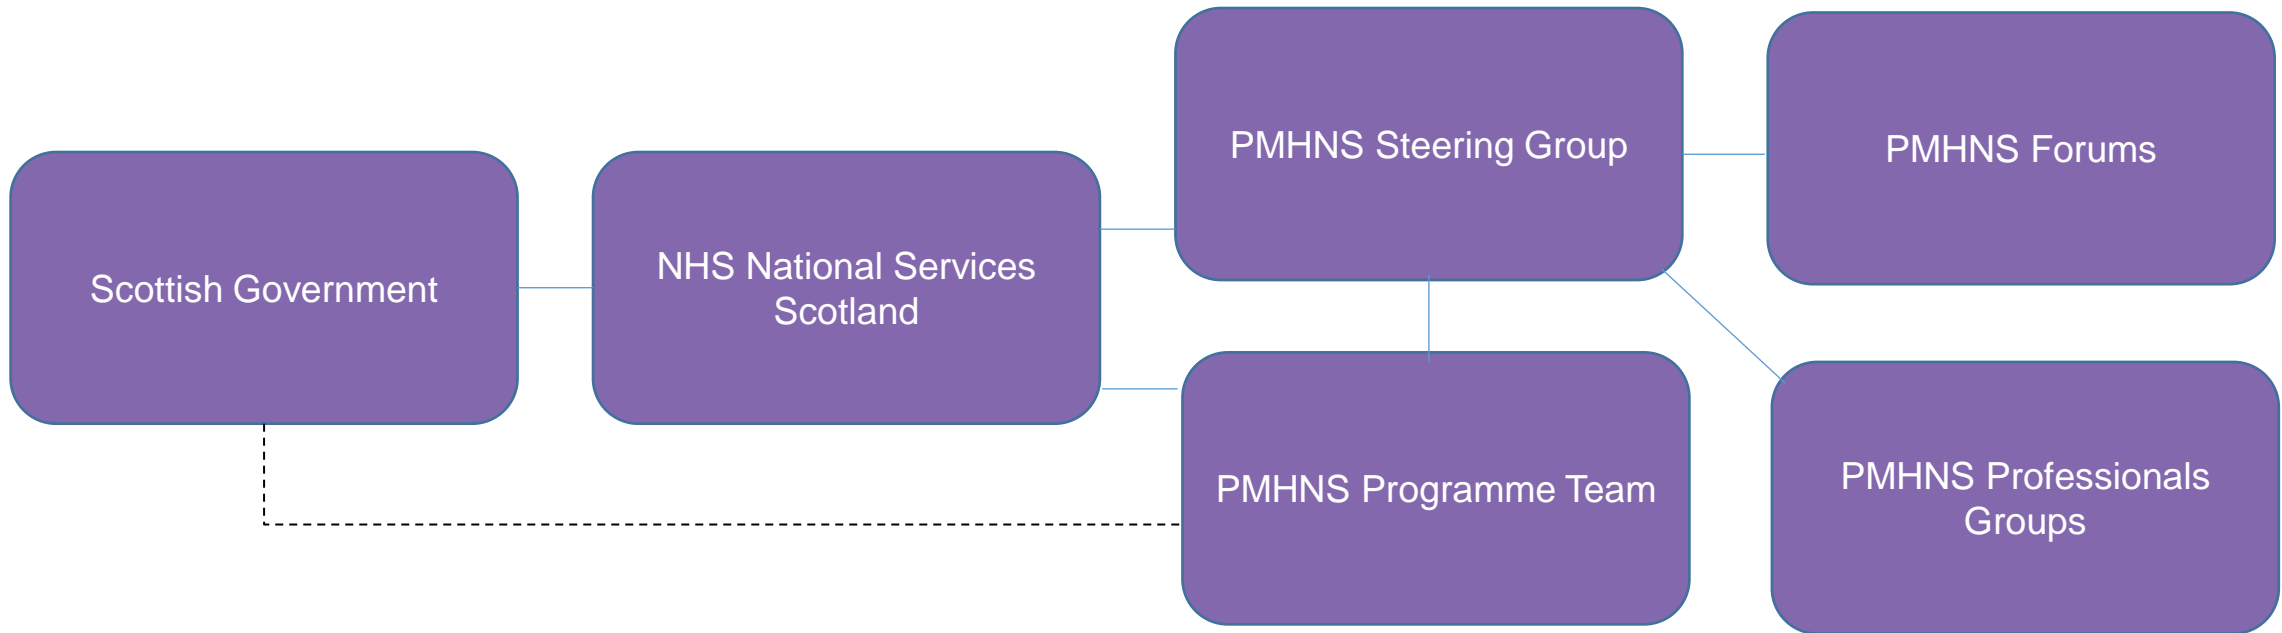 Scottish Government
NHS National Services
Scotland
PMHNS Steering Group
PMHNS Programme Team
PMHNS Forums
PMHNS Professionals
Groups